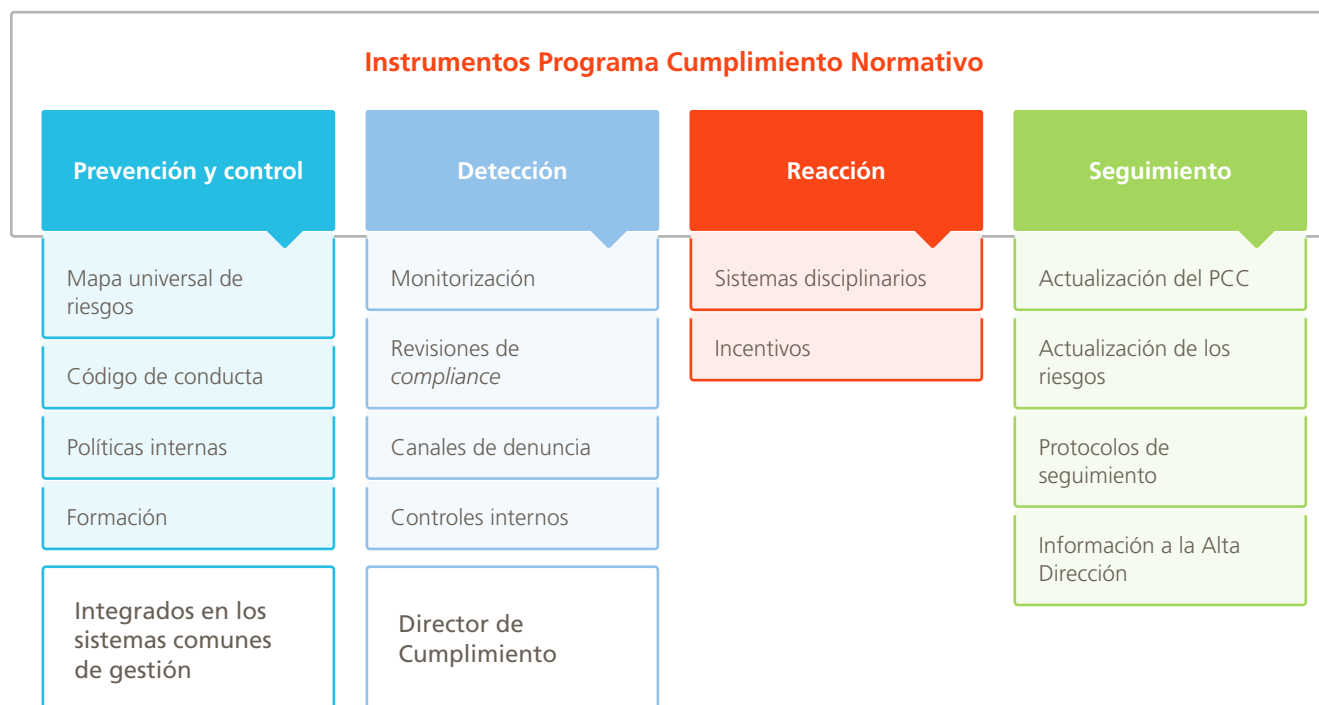 Instrumentos Programa Cumplimiento Normativo
Prevención y control
Mapa universal de
riesgos
Código de conducta
Políticas internas
Formación
Integrados en los
sistemas comunes
de gestión
Detección
Monitorización
Revisiones de
compliance
Canales de denuncia
Controles internos
Director de
Cumplimiento
Reacción
Sistemas disciplinarios
Incentivos
Seguimiento
Actualización del PCC
Actualización de los
riesgos
Protocolos de
seguimiento
Información a la Alta
Dirección